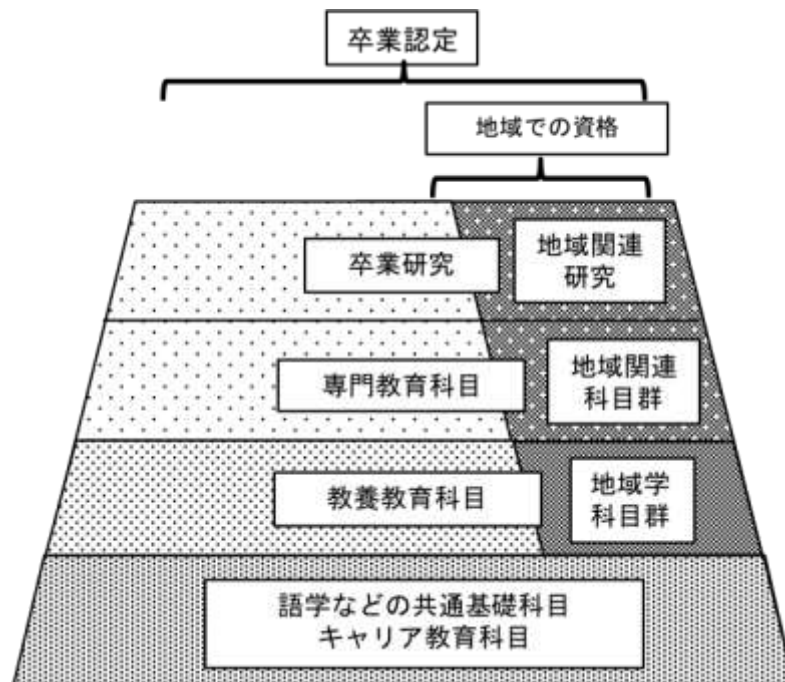 卒業認定
地域での資格
卒業研究
地域関連
研究
専門教育科目
地域関連
科目群
教養教育科目
地域学
科目群
語学などの共通基礎科目
キャリア教育科目